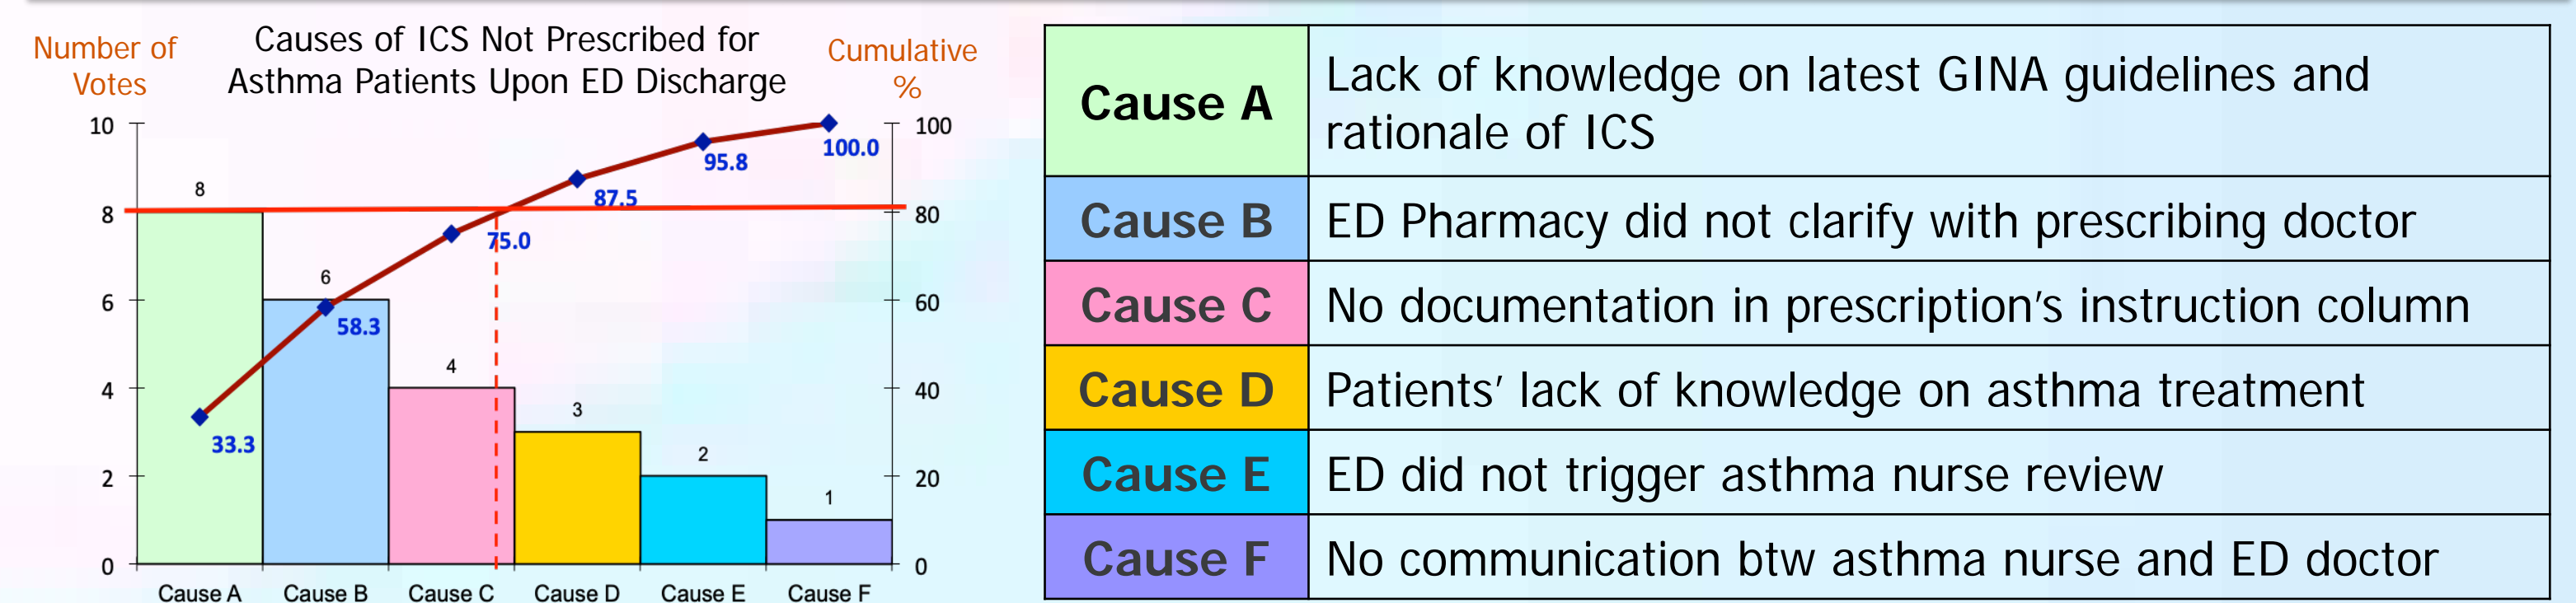 Number of
Votes
Causes of ICS Not Prescribed for
Asthma Patients Upon ED Discharge
Cumulative
%
10
8
6
4
2
0
100
80
60
40
20
0
8
6
4
3
2
1
33.3
58.3
75.0
87.5
95.8
100.0
Cause A
Cause B
Cause C
Cause D
Cause E
Cause F
Cause A
Lack of knowledge on latest GINA guidelines and
rationale of ICS
Cause B
ED Pharmacy did not clarify with prescribing doctor
Cause C
No documentation in prescription's instruction column
Cause D
Patients' lack of knowledge on asthma treatment
Cause E
ED did not trigger asthma nurse review
Cause F
No communication btw asthma nurse and ED doctor